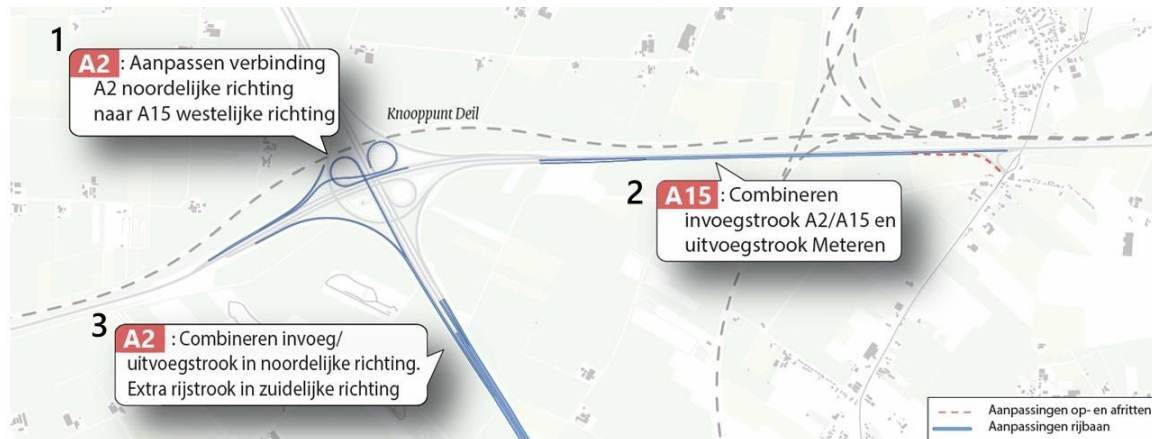 1
A2 : Aanpassen verbinding
A2 noordelijke richting
naar A15 westelijke richting
Knooppunt Deil
2
A15 : Combineren
invoegstrook A2/A15 en
uitvoegstrook Meteren
3
A2 : Combineren invoeg/
uitvoegstrook in noordelijke richting.
Extra rijstrook in zuidelijke richting
Aanpassingen op- en afritten
Aanpassingen rijbaan